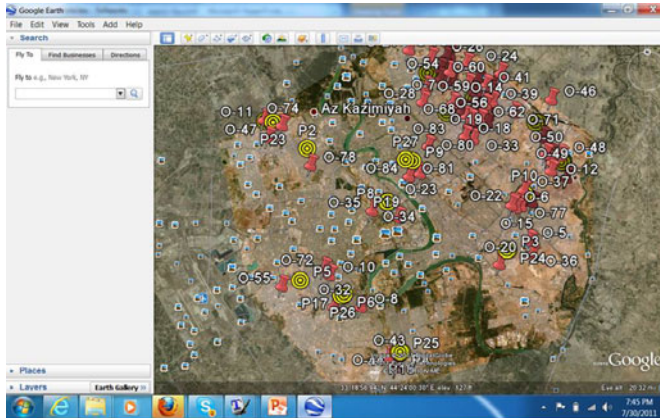 Google Earth
File Edit View Tools Add Help
Search
Fly To Find Businesses Directions
Fly to e.g., New York, NY
Places
Layers Earth Gallery
O-24
O-54 O-60 O-41
O-7 O-59 O-14 O-46
O-28 O-56 O-39
O-11 O-74 Az Kazimiyah O-68 O-62
O-47 O-19 O-18 O-71
P23 P2 O-83 O-50
O-78 P27 O-80 O-33 O-49 O-48
O-84 P9 O-81 P10 O-12
P8 O-23 O-37
O-35 P19 O-22 O-6
O-34 O-15 O-77
O-20 P3 O-5
O-72 O-10 P24 O-36
O-55 P5
O-32
P17 P6 O-8
P26
O-43 P25
Google
7:45 PM
7/30/2011